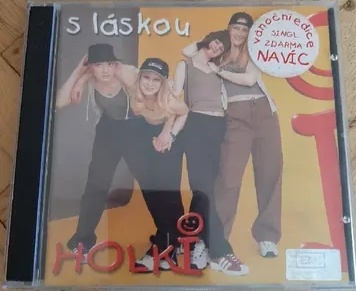 s láskou
vánoční edice
SINGL
ZDARMA
NAVÍC
HOLKI